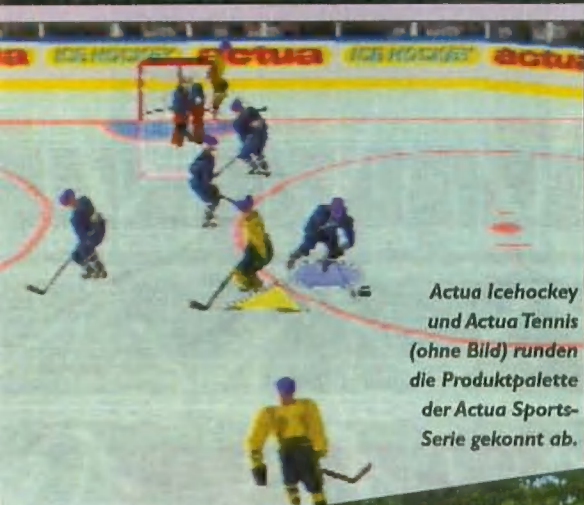 actua ICE HOCKEY actua ICE HOCKEY actua
Actua Icehockey
und Actua Tennis
(ohne Bild) runden
die Produktpalette
der Actua Sports-
Serie gekonnt ab.